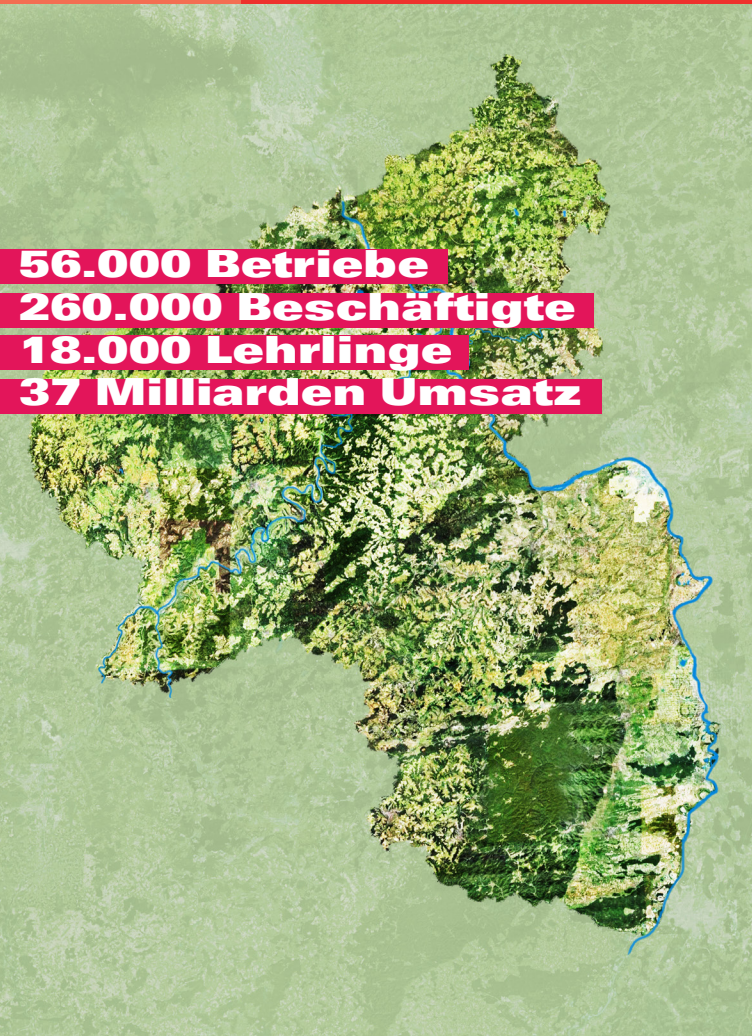 56.000 Betriebe
260.000 Beschäftigte
18.000 Lehrlinge
37 Milliarden Umsatz